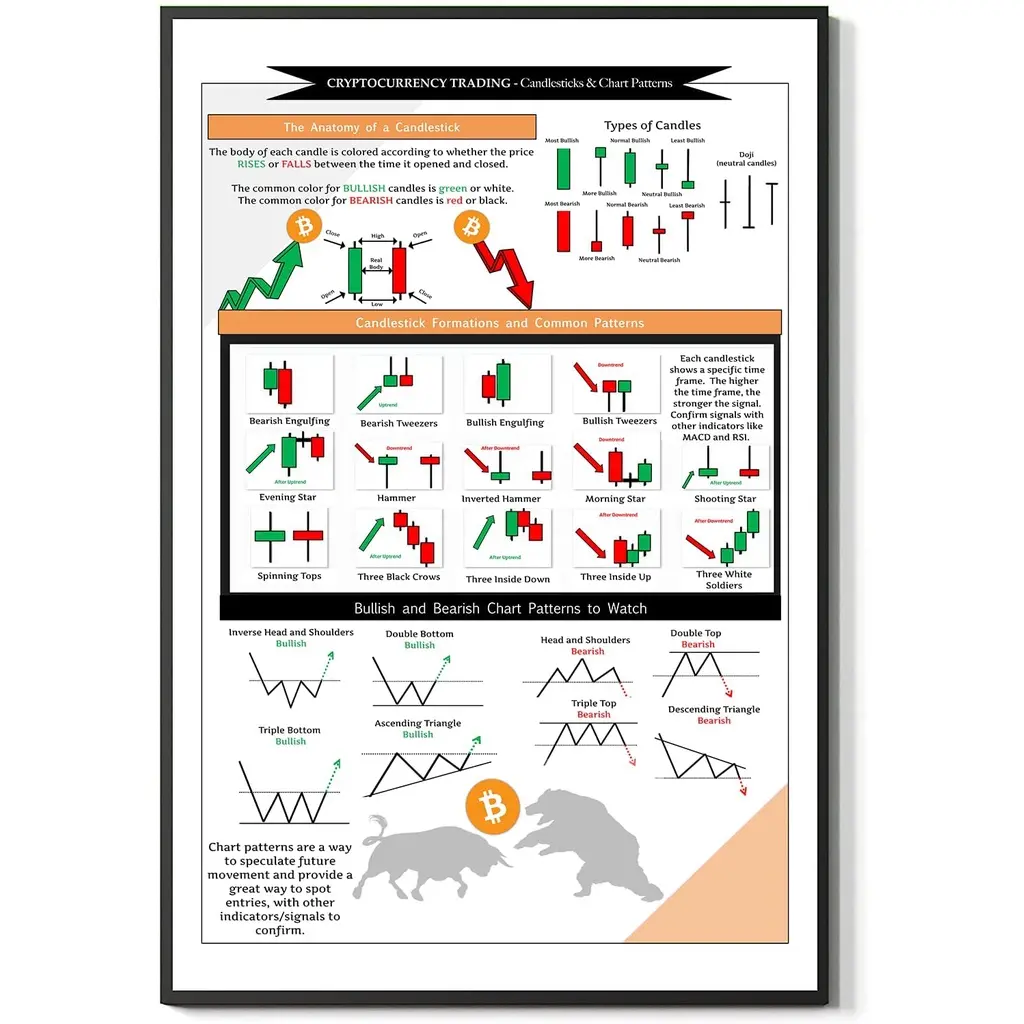 CRYPTOCURRENCY TRADING - Candlesticks & Chart Patterns
The Anatomy of a Candlestick
The body of each candle is colored according to whether the price
RISES or FALLS between the time it opened and closed.
The common color for BULLISH candles is green or white.
The common color for BEARISH candles is red or black.
Close
High
Open
Real
Body
Open
Low
Close
Types of Candles
Most Bullish
Normal Bullish
Least Bullish
More Bullish
Neutral Bullish
Most Bearish
Normal Bearish
Least Bearish
More Bearish
Neutral Bearish
Doji
(neutral candles)
Candlestick Formations and Common Patterns
Bearish Engulfing
Uptrend
Bearish Tweezers
Bullish Engulfing
Downtrend
Bullish Tweezers
Each candlestick
shows a specific time
frame. The higher
the time frame, the
stronger the signal.
Confirm signals with
other indicators like
MACD and RSI.
After Uptrend
Evening Star
Downtrend
Hammer
After Downtrend
Inverted Hammer
Downtrend
Morning Star
After Uptrend
Shooting Star
Spinning Tops
After Uptrend
Three Black Crows
After Uptrend
Three Inside Down
After Downtrend
Three Inside Up
After Downtrend
Three White
Soldiers
Bullish and Bearish Chart Patterns to Watch
Inverse Head and Shoulders
Bullish
Double Bottom
Bullish
Head and Shoulders
Bearish
Double Top
Bearish
Triple Bottom
Bullish
Ascending Triangle
Bullish
Triple Top
Bearish
Descending Triangle
Bearish
Chart patterns are a way
to speculate future
movement and provide a
great way to spot
entries, with other
indicators/signals to
confirm.